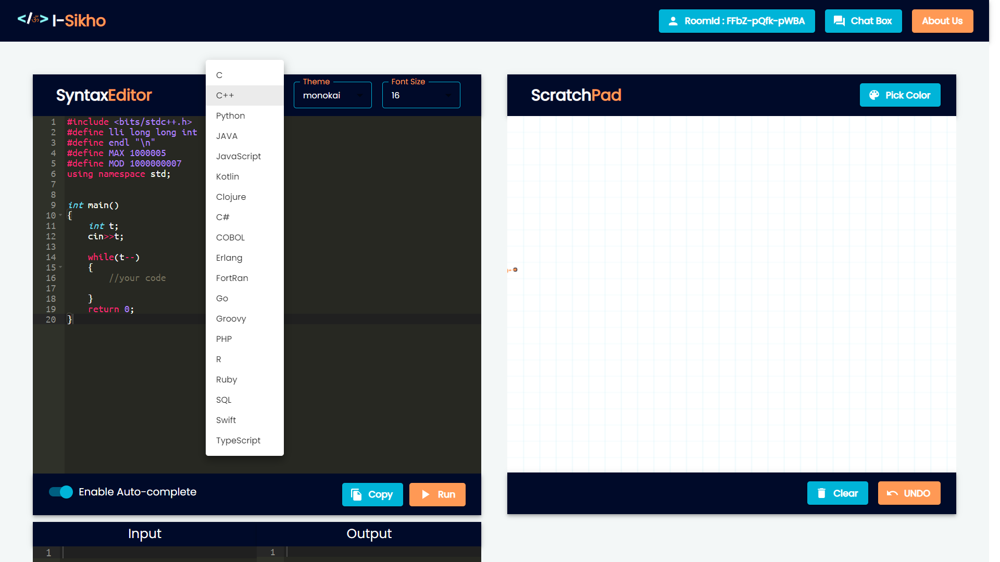 </ॐ> I-Sikho
RoomId : FFbZ-pQfk-pWBA
Chat Box
About Us
SyntaxEditor
Theme
monokai
Font Size
16
C
C++
Python
JAVA
JavaScript
Kotlin
Clojure
C#
COBOL
Erlang
FortRan
Go
Groovy
PHP
R
Ruby
SQL
Swift
TypeScript
1 #include <bits/stdc++.h>
2 #define lli long long int
3 #define endl "\n"
4 #define MAX 1000005
5 #define MOD 1000000007
6 using namespace std;
7
8
9 int main()
10 {
11 int t;
12 cin>>t;
13
14 while(t--)
15 {
16 //your code
17
18 }
19 return 0;
20 }
Enable Auto-complete
Copy
Run
Input
1
Output
1
ScratchPad
Pick Color
Clear
UNDO